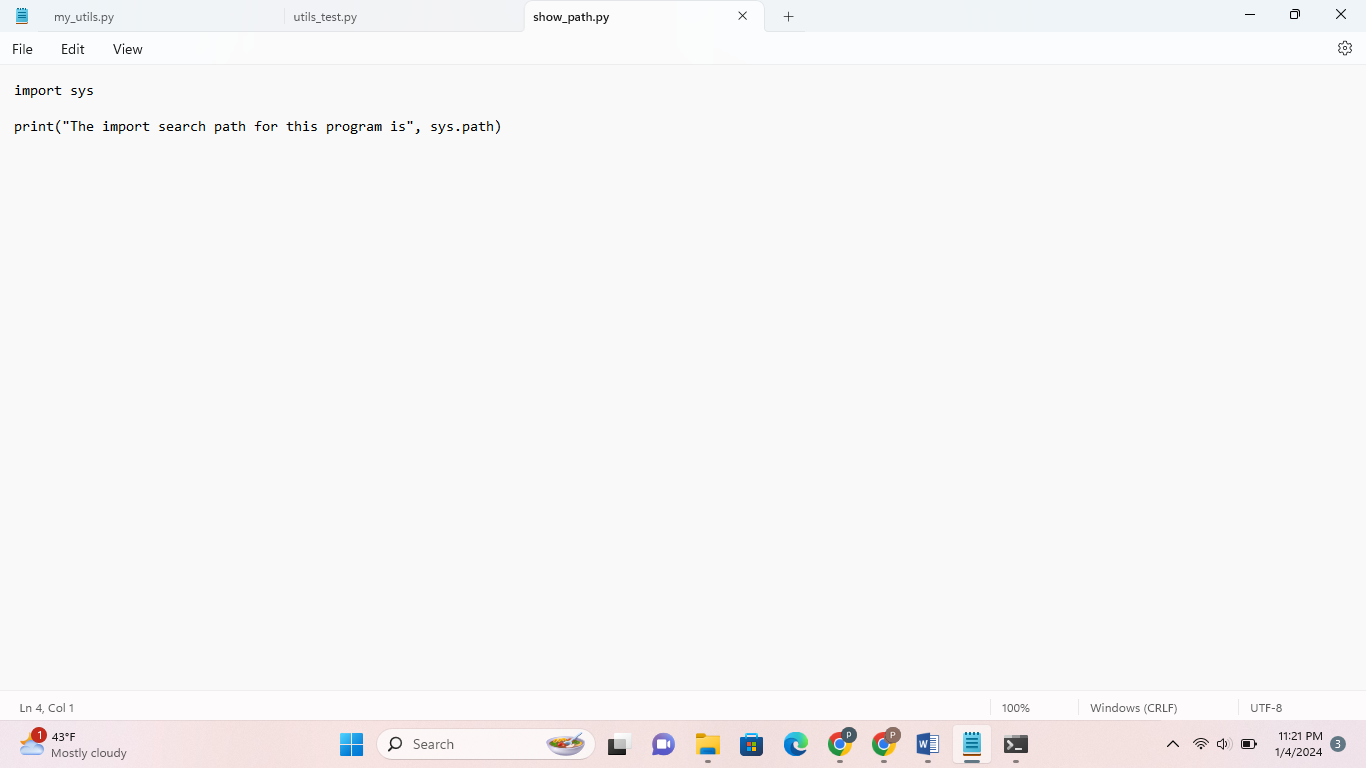 my_utils.py
utils_test.py
show_path.py
File Edit View
import sys
print("The import search path for this program is", sys.path)
Ln 4, Col 1
100%
Windows (CRLF)
UTF-8
1
43°F
Mostly cloudy
Search
P
P
W
11:21 PM
1/4/2024
3